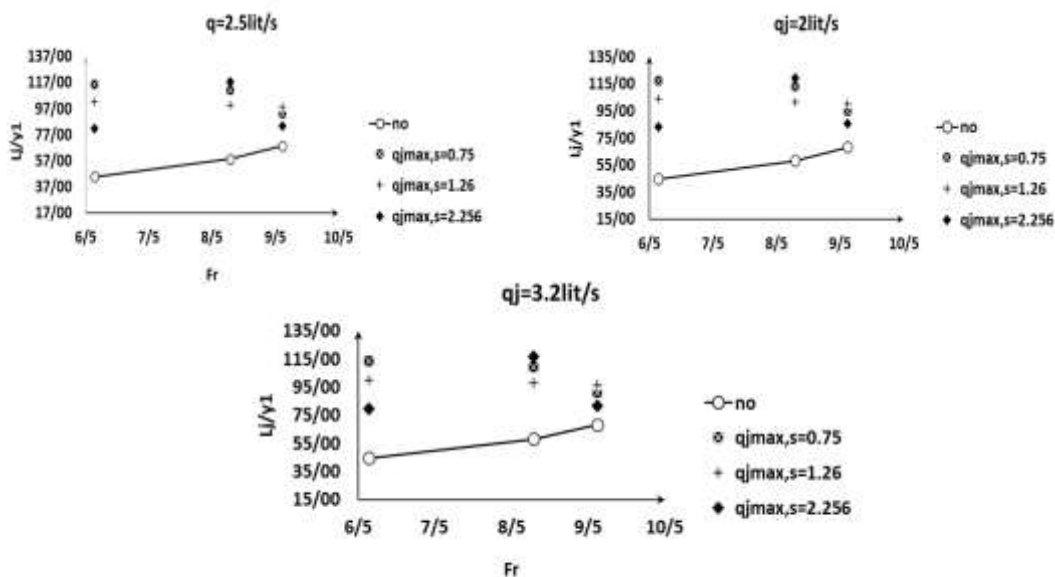 q=2.5lit/s
137/00
117/00
97/00
77/00
57/00
37/00
17/00
Lj/y1
6/5 7/5 8/5 9/5 10/5
Fr
no
qjmax,s=0.75
qjmax,s=1.26
qjmax,s=2.256
qj=2lit/s
135/00
115/00
95/00
75/00
55/00
35/00
15/00
Lj/y1
6/5 7/5 8/5 9/5 10/5
no
qjmax,s=0.75
qjmax,s=1.26
qjmax,s=2.256
qj=3.2lit/s
135/00
115/00
95/00
75/00
55/00
35/00
15/00
Lj/y1
6/5 7/5 8/5 9/5 10/5
Fr
no
qjmax,s=0.75
qjmax,s=1.26
qjmax,s=2.256